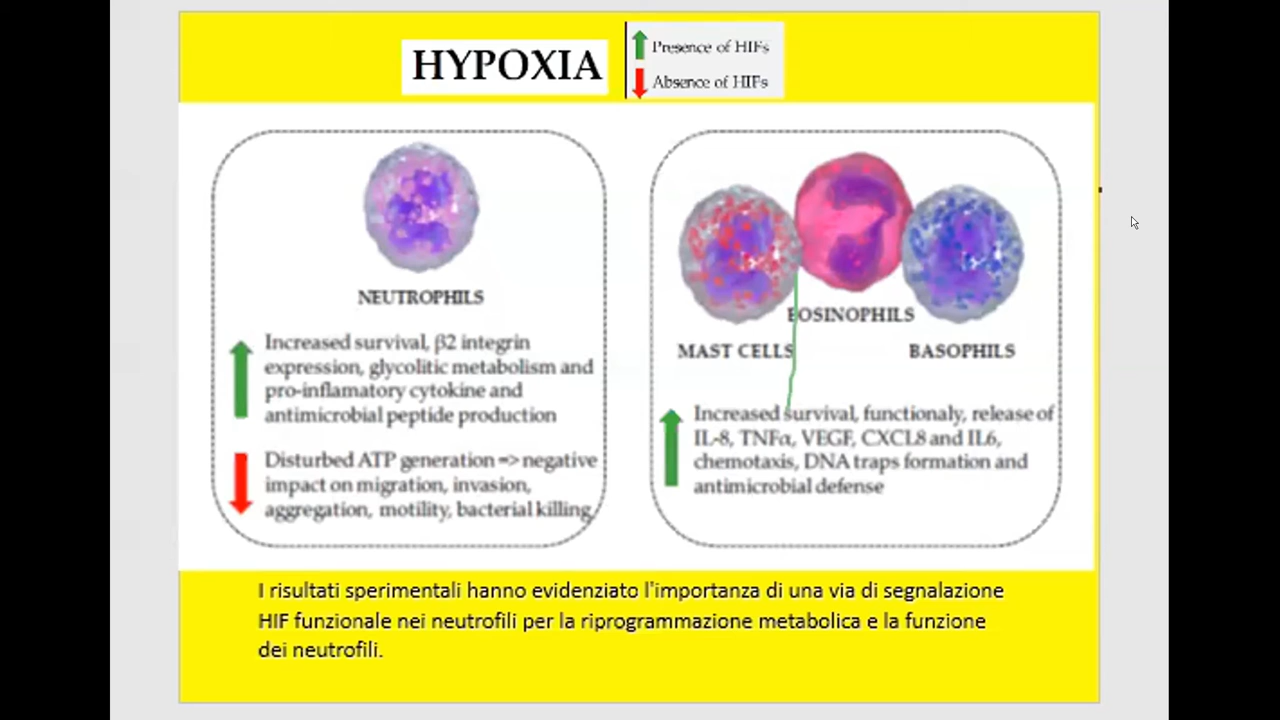 HYPOXIA
Presence of HIFs
Absence of HIFs
NEUTROPHILS
Increased survival, β2 integrin
expression, glycolitic metabolism and
pro-inflamatory cytokine and
antimicrobial peptide production
Disturbed ATP generation => negative
impact on migration, invasion,
aggregation, motility, bacterial killing
EOSINOPHILS
MAST CELLS
BASOPHILS
Increased survival, functionaly, release of
IL-8, TNFα, VEGF, CXCL8 and IL6,
chemotaxis, DNA traps formation and
antimicrobial defense
I risultati sperimentali hanno evidenziato l'importanza di una via di segnalazione
HIF funzionale nei neutrofili per la riprogrammazione metabolica e la funzione
dei neutrofili.